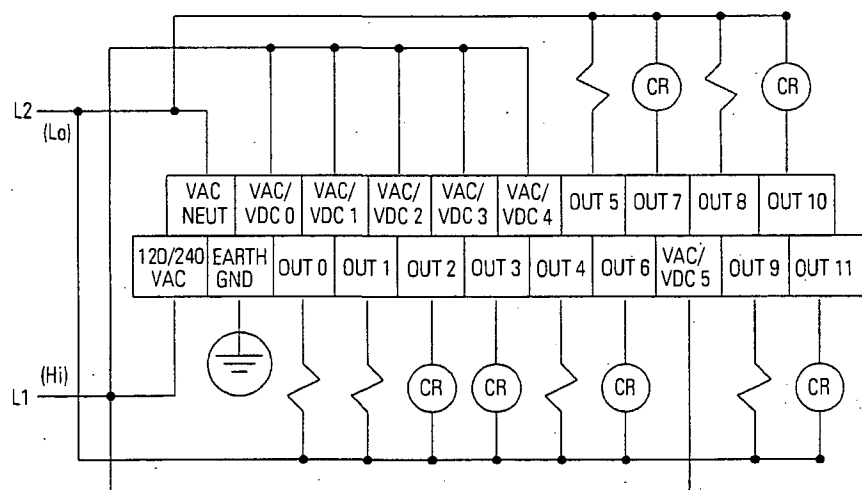 CR
CR
L2
(Lo)
VAC NEUT
VAC/ VDC 0
VAC/ VDC 1
VAC/ VDC 2
VAC/ VDC 3
VAC/ VDC 4
OUT 5
OUT 7
OUT 8
OUT 10
120/240 VAC
EARTH GND
OUT 0
OUT 1
OUT 2
OUT 3
OUT 4
OUT 6
VAC/ VDC 5
OUT 9
OUT 11
(Hi)
L1
CR
CR
CR
CR